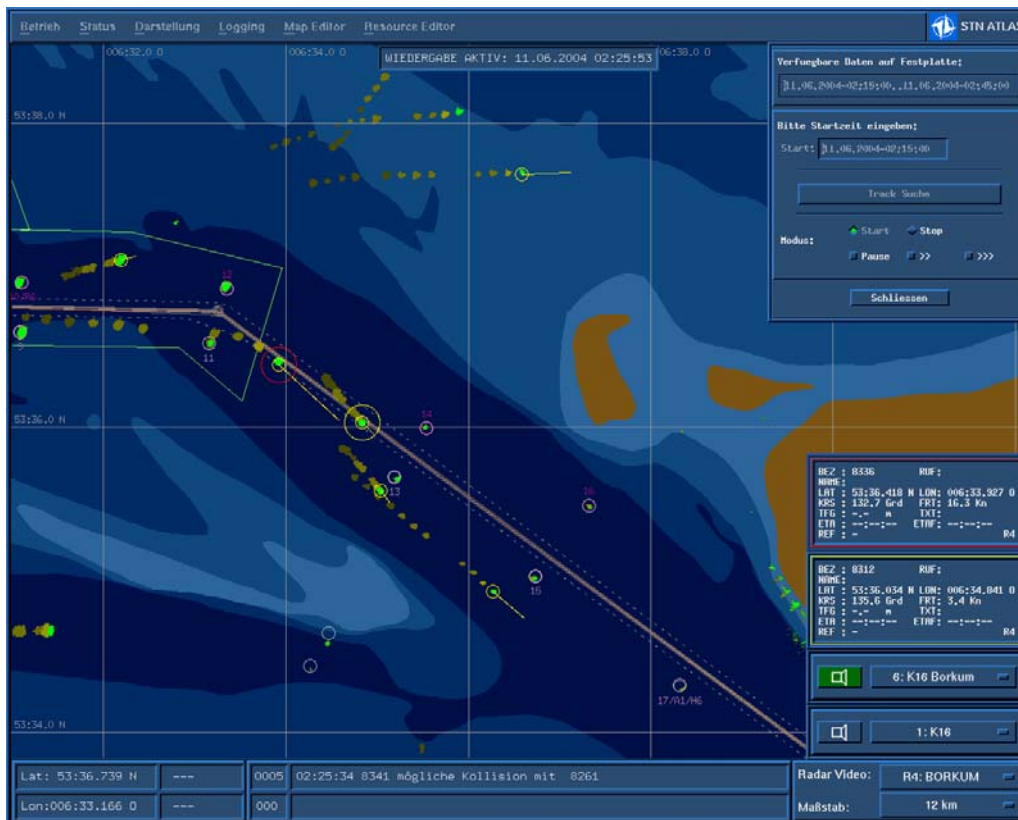 Betrieb Status Darstellung Logging Map Editor Resource Editor
STN ATLAS
006:32.0 O
006:34.0 O
WIEDERGABE AKTIV: 11.06.2004 02:25:53
006:38.0 O
Verfuegbare Daten auf Festplatte:
11.06.2004-02:15:00..11.06.2004-02:45:00
53:38.0 N
Bitte Startzeit eingeben:
Start: 11.06.2004-02:15:00
Track Suche
Modus: Start Stop
Pause >> >>>
Schliessen
12
9
11
53:36.0 N
14
13
16
15
17/A1/H6
53:34.0 N
BEZ : 8336 RUF:
NAME:
LAT : 53:36.418 N LON: 006:33.927 O
KRS : 132.7 Grd FRT: 16.3 Kn
TFG : -.- m TXT:
ETA : --:--:-- ETAF: --:--:--
REF : - R4
BEZ : 8312 RUF:
NAME:
LAT : 53:36.034 N LON: 006:34.841 O
KRS : 135.6 Grd FRT: 3.4 Kn
TFG : -.- m TXT:
ETA : --:--:-- ETAF: --:--:--
REF : - R4
6: K16 Borkum
1: K16
Lat: 53:36.739 N --- 0005 02:25:34 8341 mögliche Kollision mit 8261
Lon:006:33.166 O --- 000
Radar Video: R4: BORKUM
Maßstab: 12 km